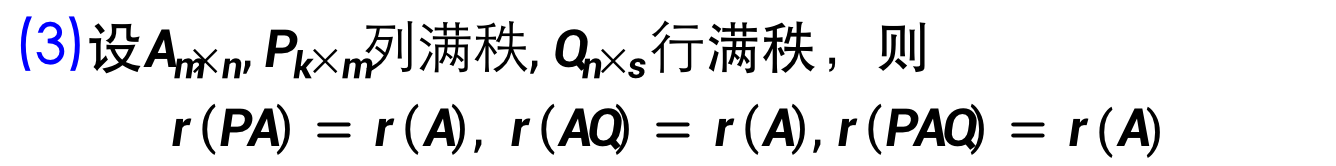 (3)设A_{m×n}, P_{k×m}列满秩, Q_{n×s}行满秩，则
r(PA) = r(A), r(AQ) = r(A), r(PAQ) = r(A)